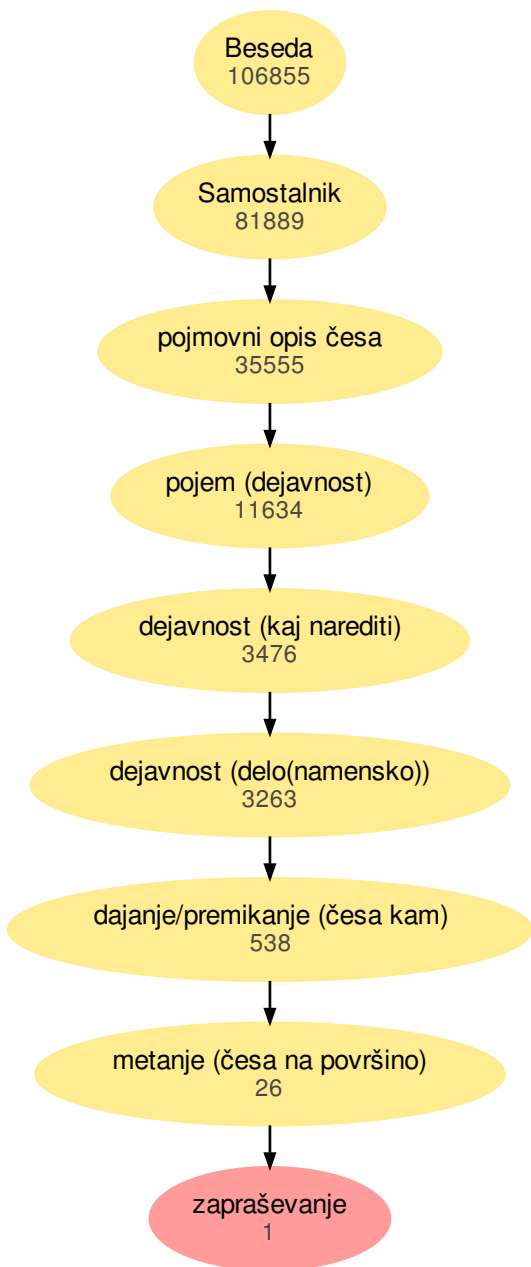 Beseda
106855
Samostalnik
81889
pojmovni opis česa
35555
pojem (dejavnost)
11634
dejavnost (kaj narediti)
3476
dejavnost (delo(namensko))
3263
dajanje/premikanje (česa kam)
538
metanje (česa na površino)
26
zapraševanje
1